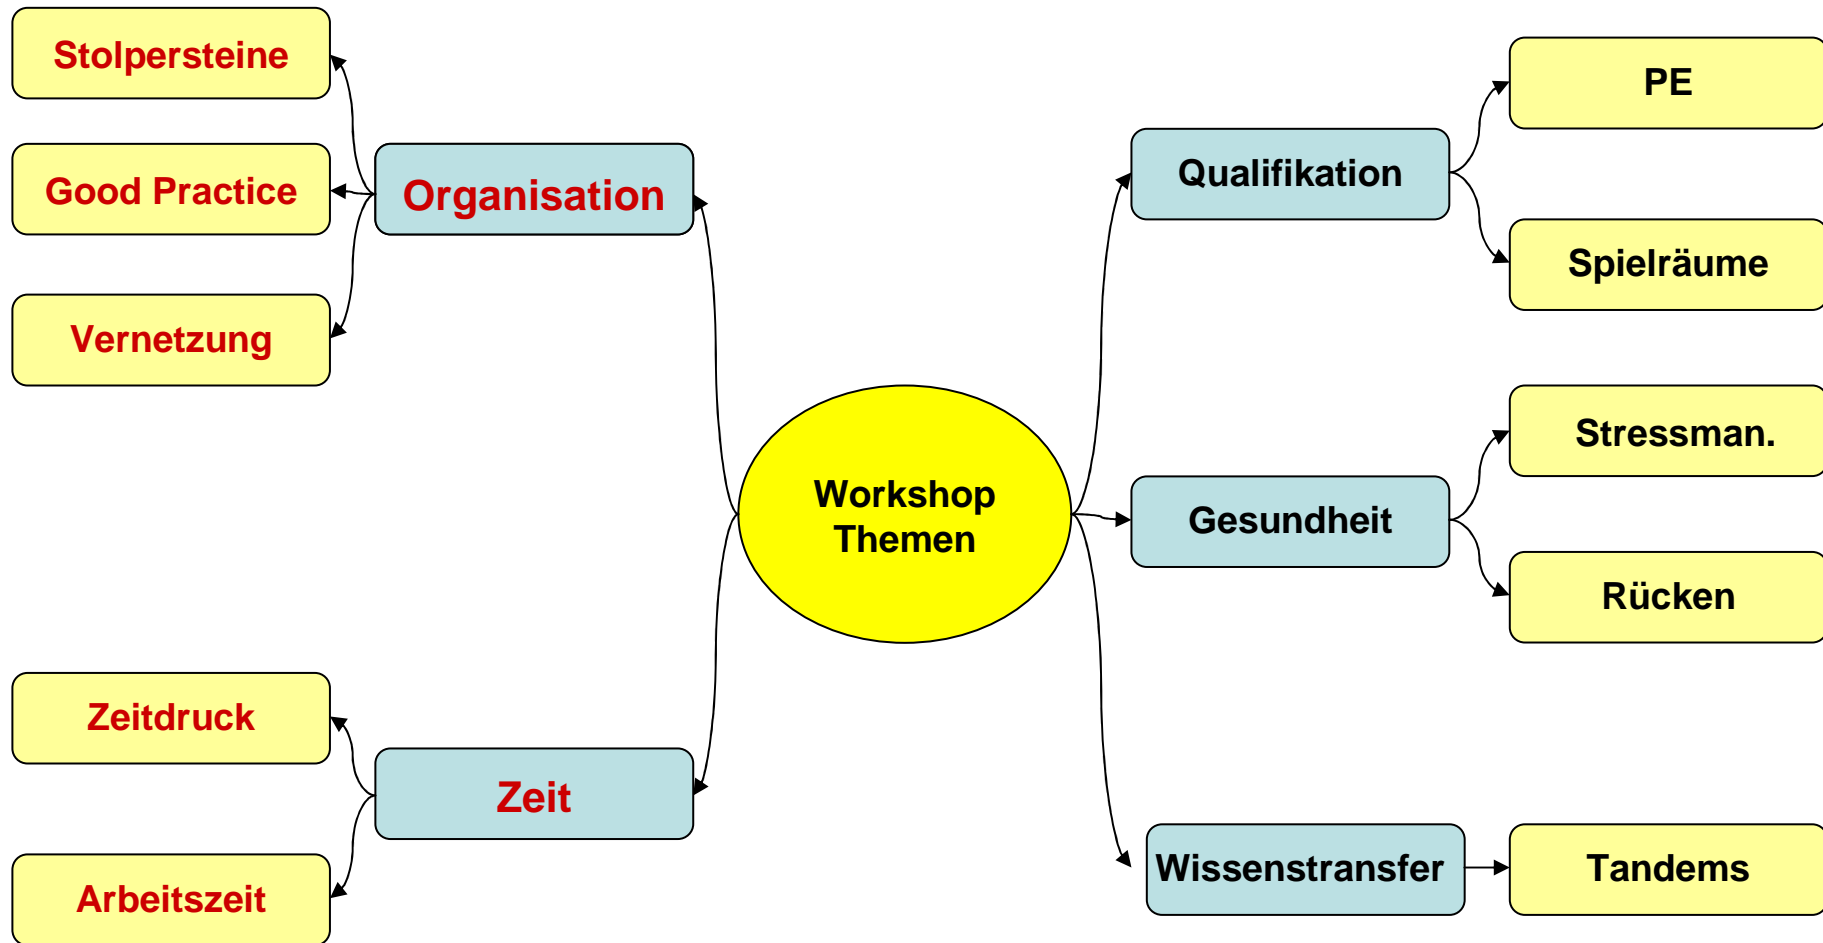 Stolpersteine
Good Practice
Vernetzung
Organisation
Zeitdruck
Arbeitszeit
Zeit
Workshop
Themen
Qualifikation
PE
Spielräume
Gesundheit
Stressman.
Rücken
Wissenstransfer
Tandems